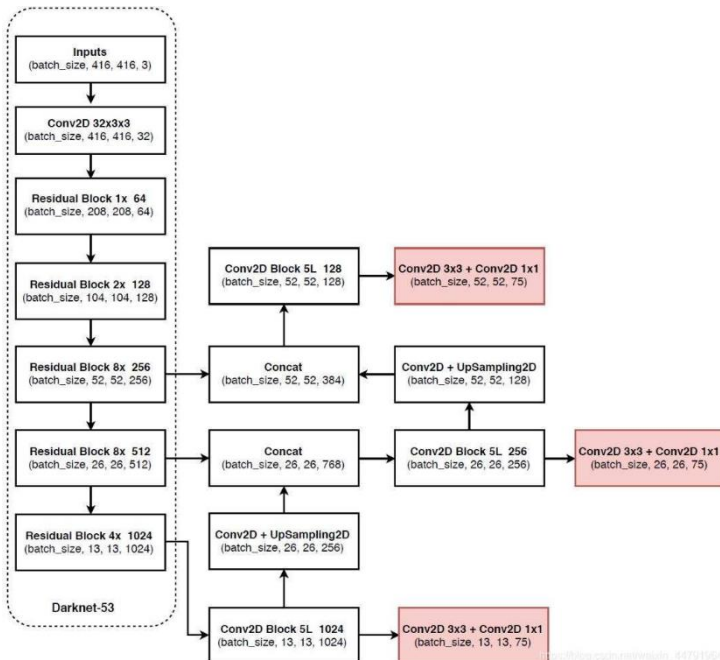 Inputs
(batch_size, 416, 416, 3)
Conv2D 32x3x3
(batch_size, 416, 416, 32)
Residual Block 1x 64
(batch_size, 208, 208, 64)
Residual Block 2x 128
(batch_size, 104, 104, 128)
Conv2D Block 5L 128
(batch_size, 52, 52, 128)
Conv2D 3x3 + Conv2D 1x1
(batch_size, 52, 52, 75)
Residual Block 8x 256
(batch_size, 52, 52, 256)
Concat
(batch_size, 52, 52, 384)
Conv2D + UpSampling2D
(batch_size, 52, 52, 128)
Residual Block 8x 512
(batch_size, 26, 26, 512)
Concat
(batch_size, 26, 26, 768)
Conv2D Block 5L 256
(batch_size, 26, 26, 256)
Conv2D 3x3 + Conv2D 1x1
(batch_size, 26, 26, 75)
Residual Block 4x 1024
(batch_size, 13, 13, 1024)
Conv2D + UpSampling2D
(batch_size, 26, 26, 256)
Darknet-53
Conv2D Block 5L 1024
(batch_size, 13, 13, 1024)
Conv2D 3x3 + Conv2D 1x1
(batch_size, 13, 13, 75)